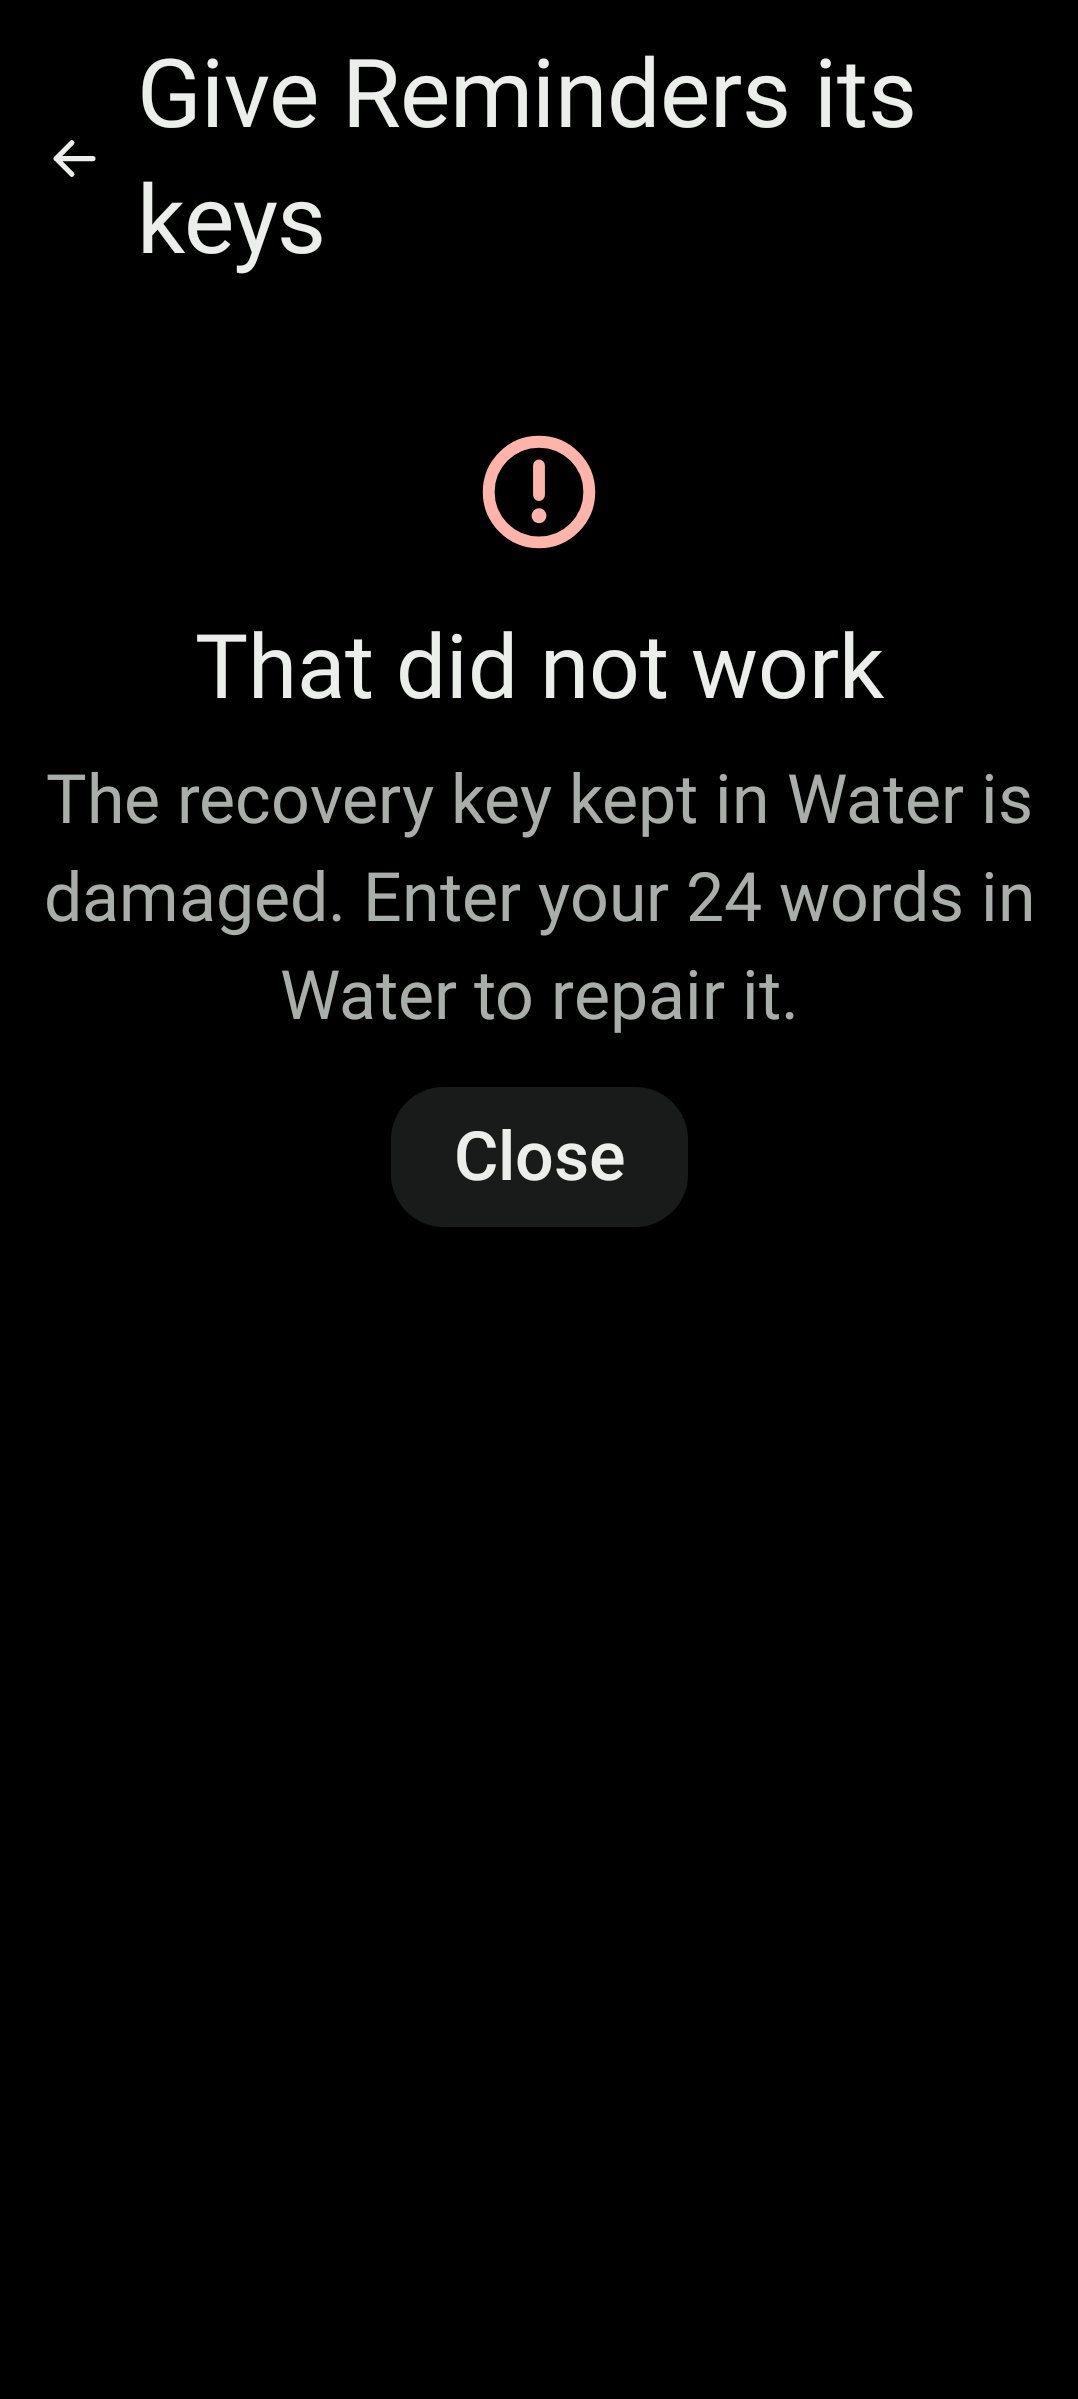 Give Reminders its
keys
That did not work
The recovery key kept in Water is
damaged. Enter your 24 words in
Water to repair it.
Close